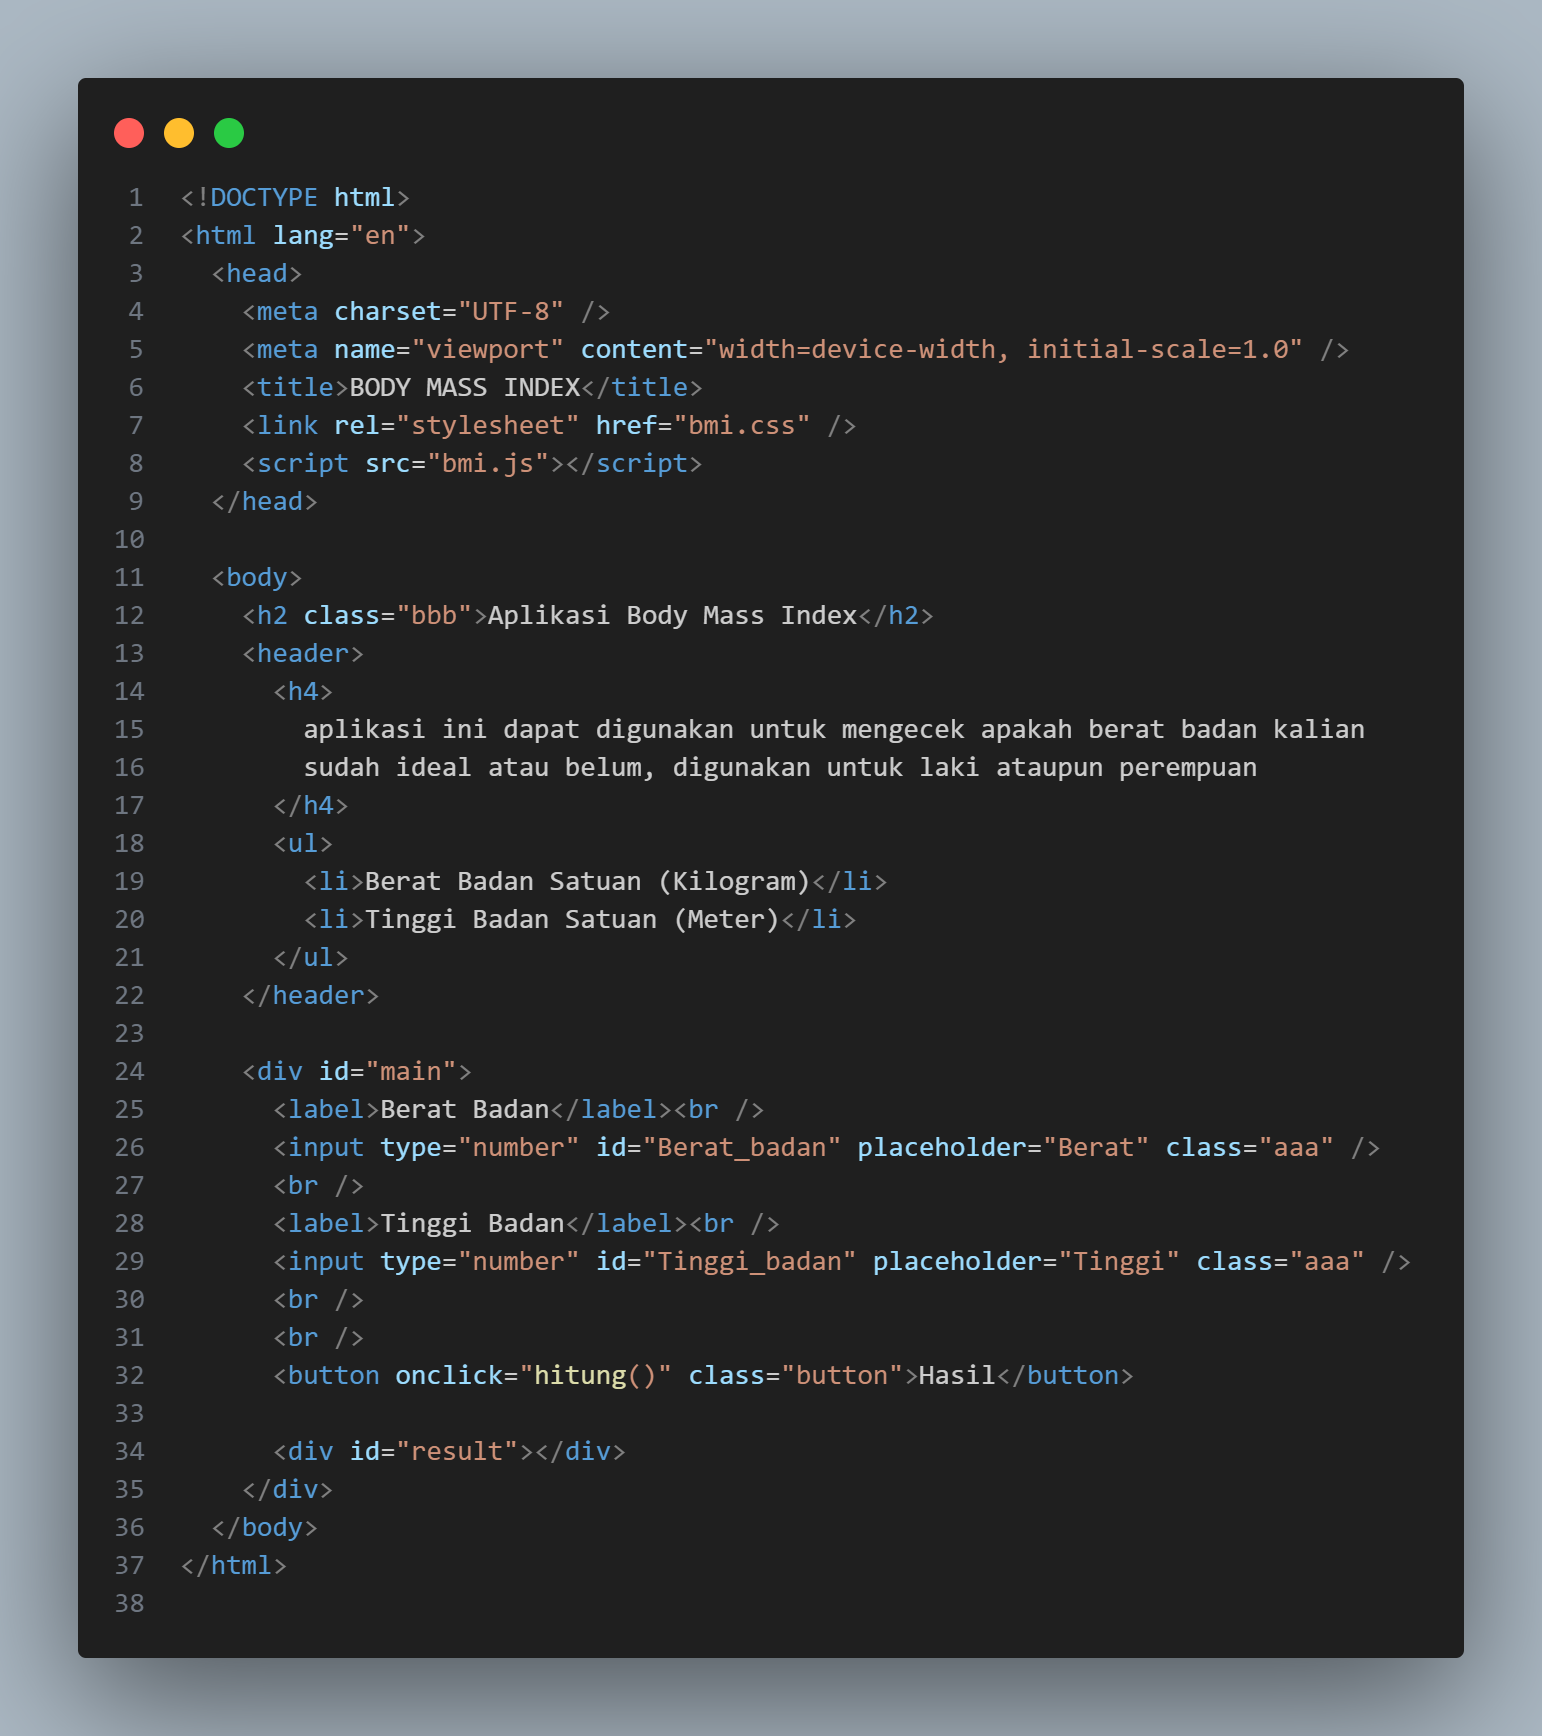 1 <!DOCTYPE html>
2 <html lang="en">
3   <head>
4     <meta charset="UTF-8" />
5     <meta name="viewport" content="width=device-width, initial-scale=1.0" />
6     <title>BODY MASS INDEX</title>
7     <link rel="stylesheet" href="bmi.css" />
8     <script src="bmi.js"></script>
9   </head>
10
11   <body>
12     <h2 class="bbb">Aplikasi Body Mass Index</h2>
13     <header>
14       <h4>
15         aplikasi ini dapat digunakan untuk mengecek apakah berat badan kalian
16         sudah ideal atau belum, digunakan untuk laki ataupun perempuan
17       </h4>
18       <ul>
19         <li>Berat Badan Satuan (Kilogram)</li>
20         <li>Tinggi Badan Satuan (Meter)</li>
21       </ul>
22     </header>
23
24     <div id="main">
25       <label>Berat Badan</label><br />
26       <input type="number" id="Berat_badan" placeholder="Berat" class="aaa" />
27       <br />
28       <label>Tinggi Badan</label><br />
29       <input type="number" id="Tinggi_badan" placeholder="Tinggi" class="aaa" />
30       <br />
31       <br />
32       <button onclick="hitung()" class="button">Hasil</button>
33
34       <div id="result"></div>
35     </div>
36   </body>
37 </html>
38